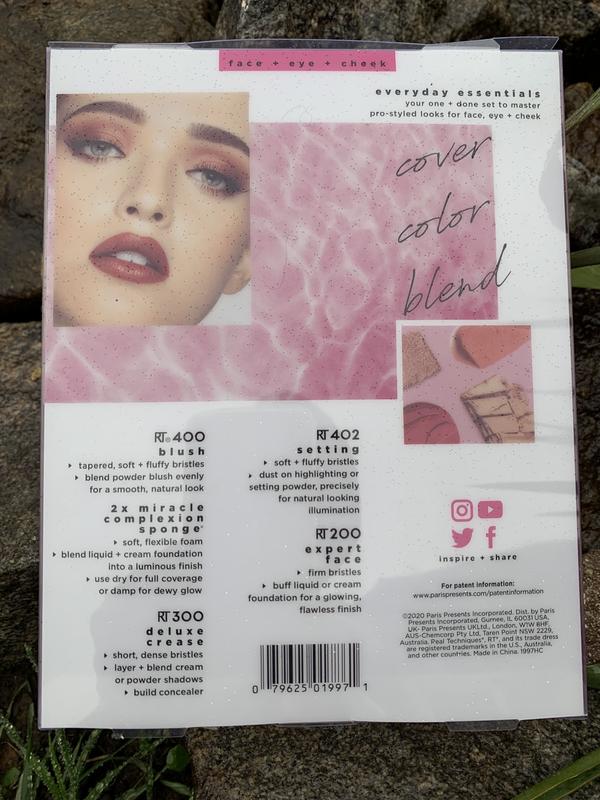 face + eye + cheek
everyday essentials
your one + done set to master
pro-styled looks for face, eye + cheek
cover
color
blend
RT® 400
blush
▸ tapered, soft + fluffy bristles
▸ blend powder blush evenly
for a smooth, natural look
2x miracle
complexion
sponge®
▸ soft, flexible foam
▸ blend liquid + cream foundation
into a luminous finish
▸ use dry for full coverage
or damp for dewy glow
RT 300
deluxe
crease
▸ short, dense bristles
▸ layer + blend cream
or powder shadows
▸ build concealer
RT 402
setting
▸ soft + fluffy bristles
▸ dust on highlighting or
setting powder, precisely
for natural looking
illumination
RT 200
expert
face
▸ firm bristles
▸ buff liquid or cream
foundation for a glowing,
flawless finish
0 79625 01997 1
inspire + share
For patent information:
www.parispresents.com/patentinformation
©2020 Paris Presents Incorporated. Dist. by Paris
Presents Incorporated, Gurnee, IL 60031 USA,
UK- Paris Presents UKLtd., London, W1W 8HF,
AUS-Chemcorp Pty Ltd, Taren Point NSW 2229,
Australia. Real Techniques®, RT®, and its trade dress
are registered trademarks in the U.S., Australia,
and other countries. Made in China. 1997HC